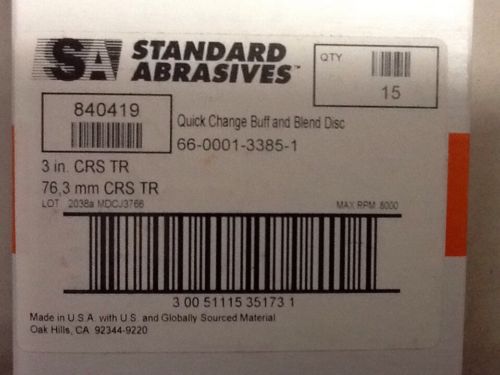 SA STANDARD
ABRASIVES™
QTY
15
840419
Quick Change Buff and Blend Disc
66-0001-3385-1
3 in. CRS TR
76,3 mm CRS TR
LOT 2038a MDCJ3766
MAX RPM 8000
3 00 51115 35173 1
Made in U.S.A. with U.S. and Globally Sourced Material
Oak Hills, CA 92344-9220